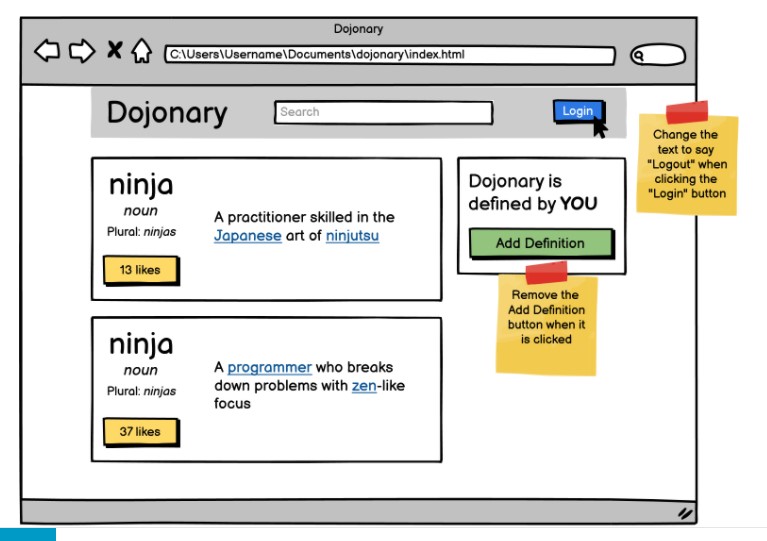 Dojonary
C:\Users\Username\Documents\dojonary\index.html
Dojonary
Search
Login
Change the
text to say
"Logout" when
clicking the
"Login" button
ninja
noun
Plural: ninjas
13 likes
A practitioner skilled in the
Japanese art of ninjutsu
Dojonary is
defined by YOU
Add Definition
Remove the
Add Definition
button when it
is clicked
ninja
noun
Plural: ninjas
37 likes
A programmer who breaks
down problems with zen-like
focus